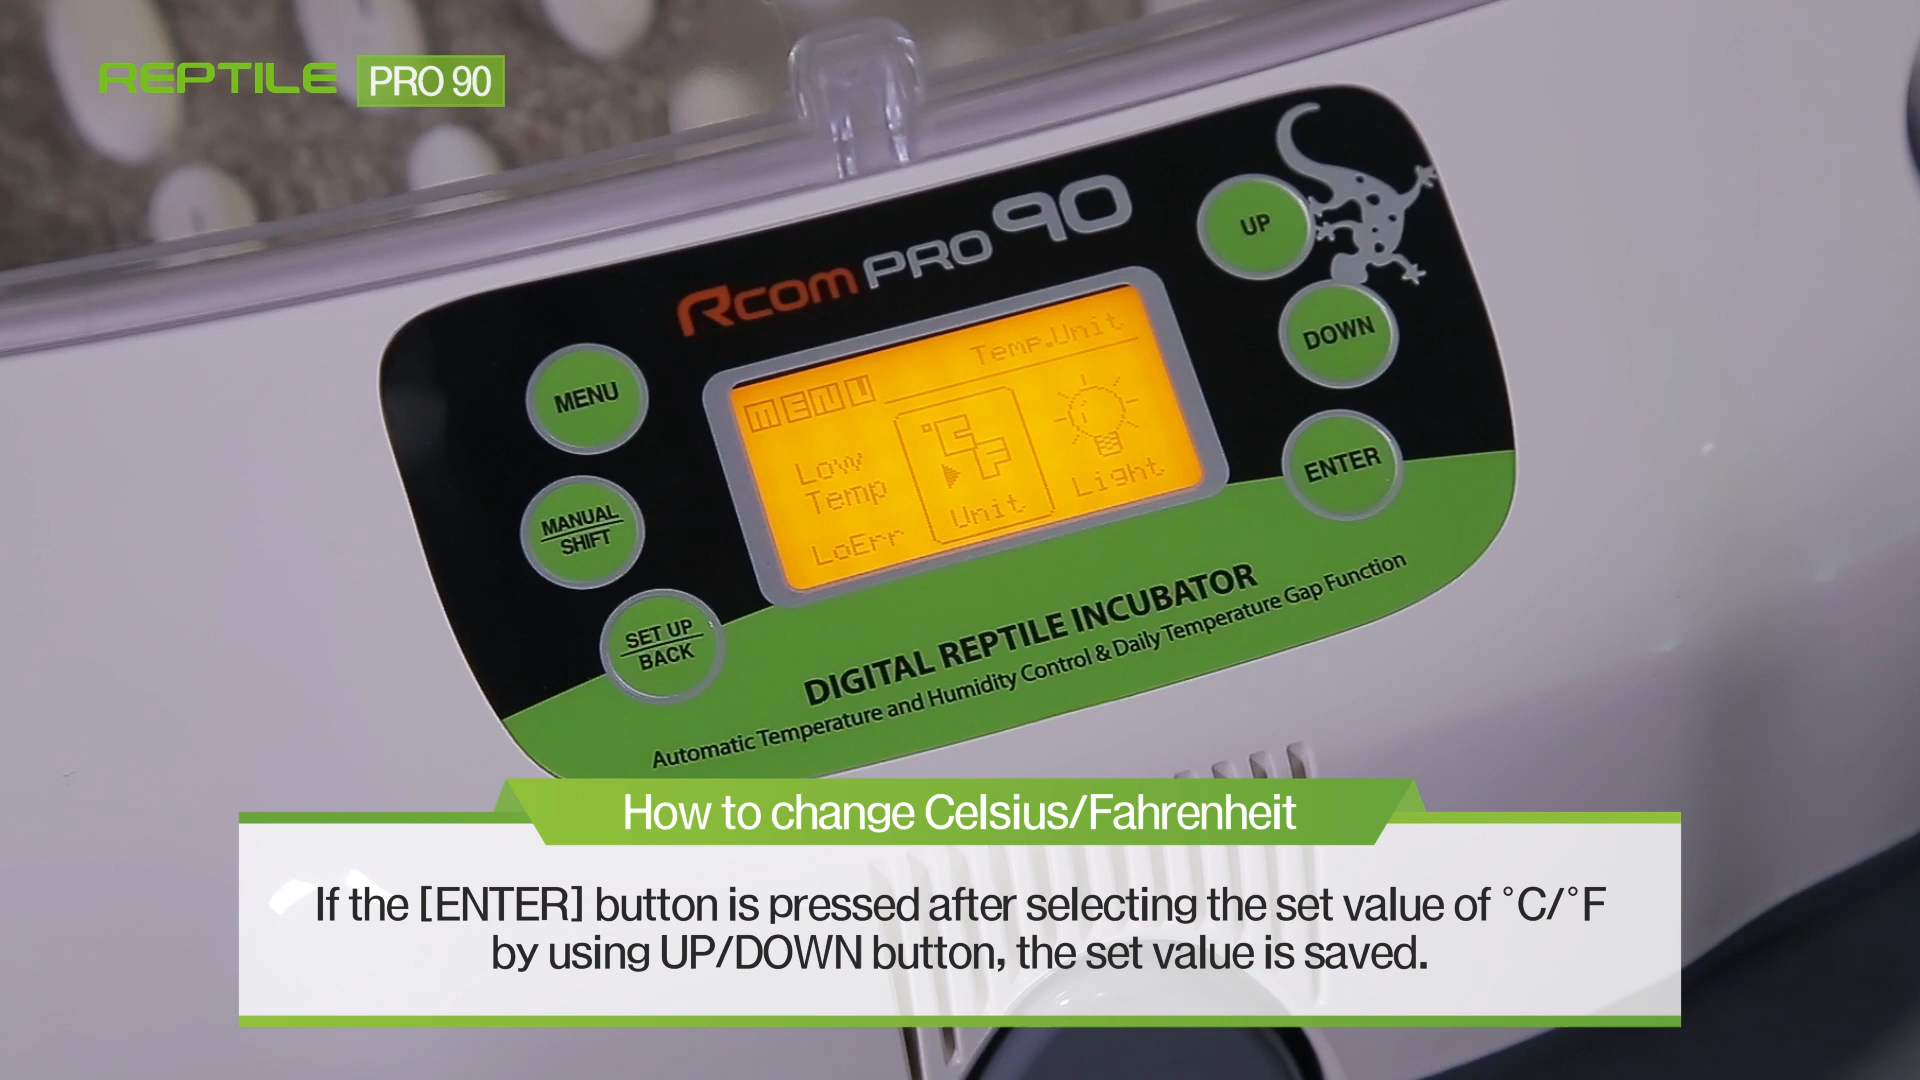 REPTILE PRO 90
Rcom PRO 90
UP
DOWN
ENTER
MENU
MANUAL
SHIFT
SET UP
BACK
Temp.Unit
MENU
Low
Temp
LoErr
°C
F
Unit
Light
DIGITAL REPTILE INCUBATOR
Automatic Temperature and Humidity Control & Daily Temperature Gap Function
How to change Celsius/Fahrenheit
If the [ENTER] button is pressed after selecting the set value of °C/°F
by using UP/DOWN button, the set value is saved.